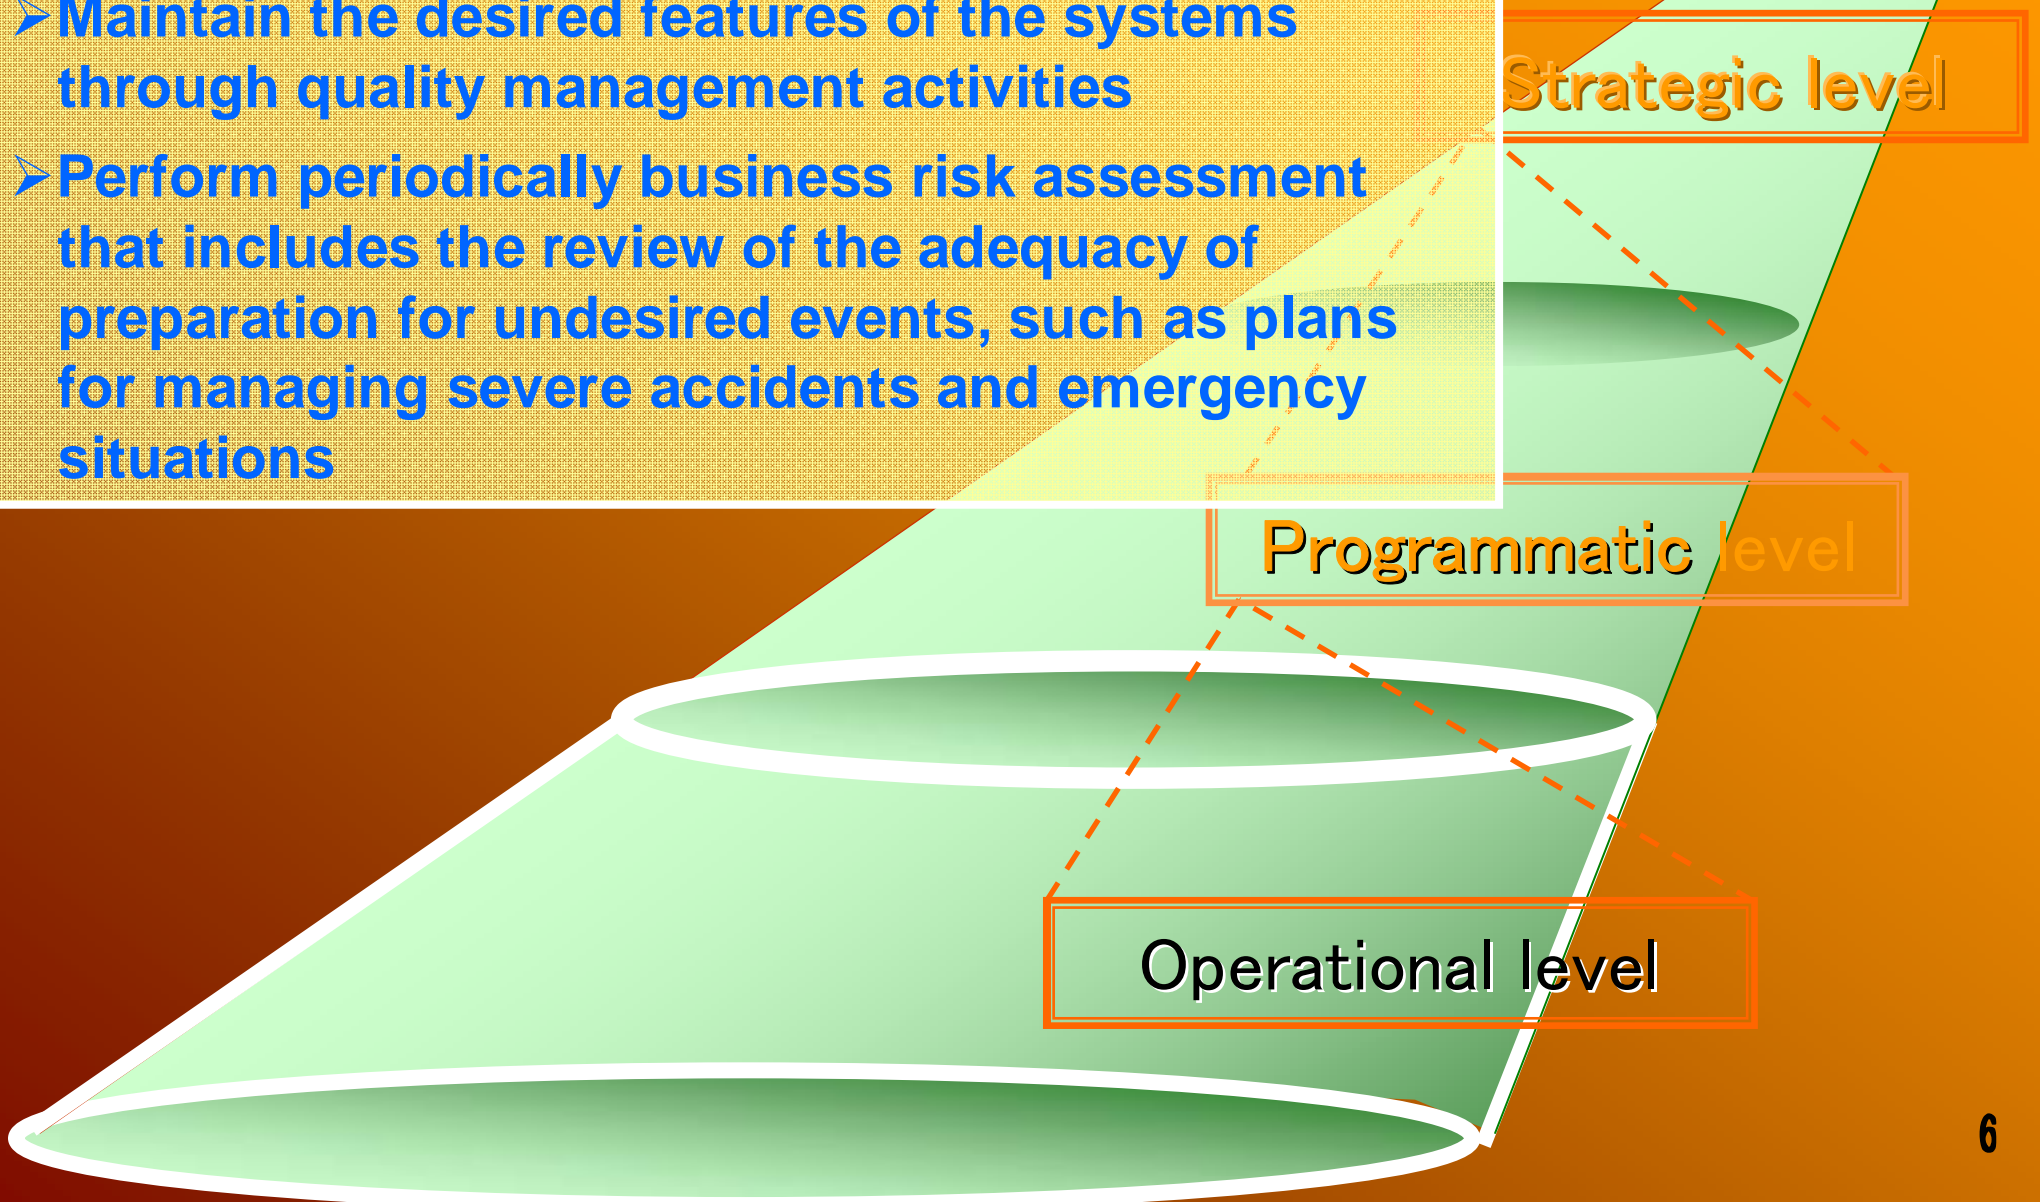 ➢Maintain the desired features of the systems
through quality management activities
➢Perform periodically business risk assessment
that includes the review of the adequacy of
preparation for undesired events, such as plans
for managing severe accidents and emergency
situations
Strategic level
Programmatic level
Operational level
6